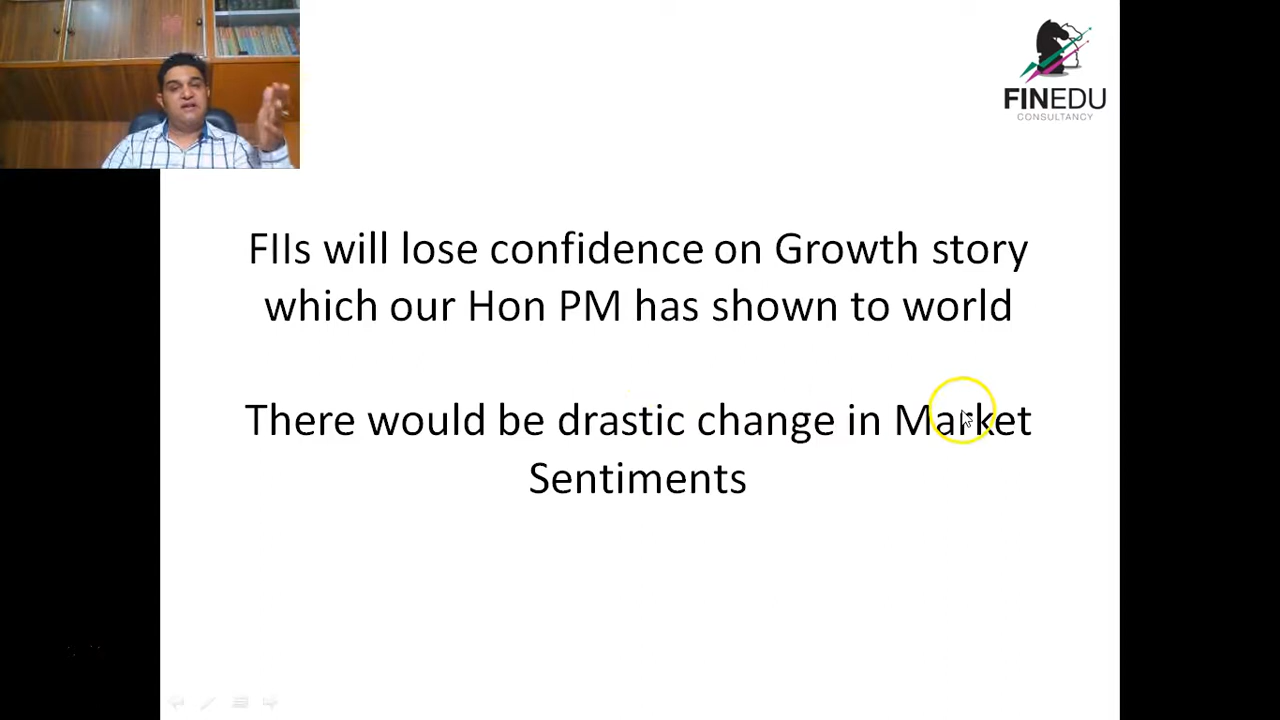 FINEDU
CONSULTANCY
FIIs will lose confidence on Growth story
which our Hon PM has shown to world
There would be drastic change in Market
Sentiments